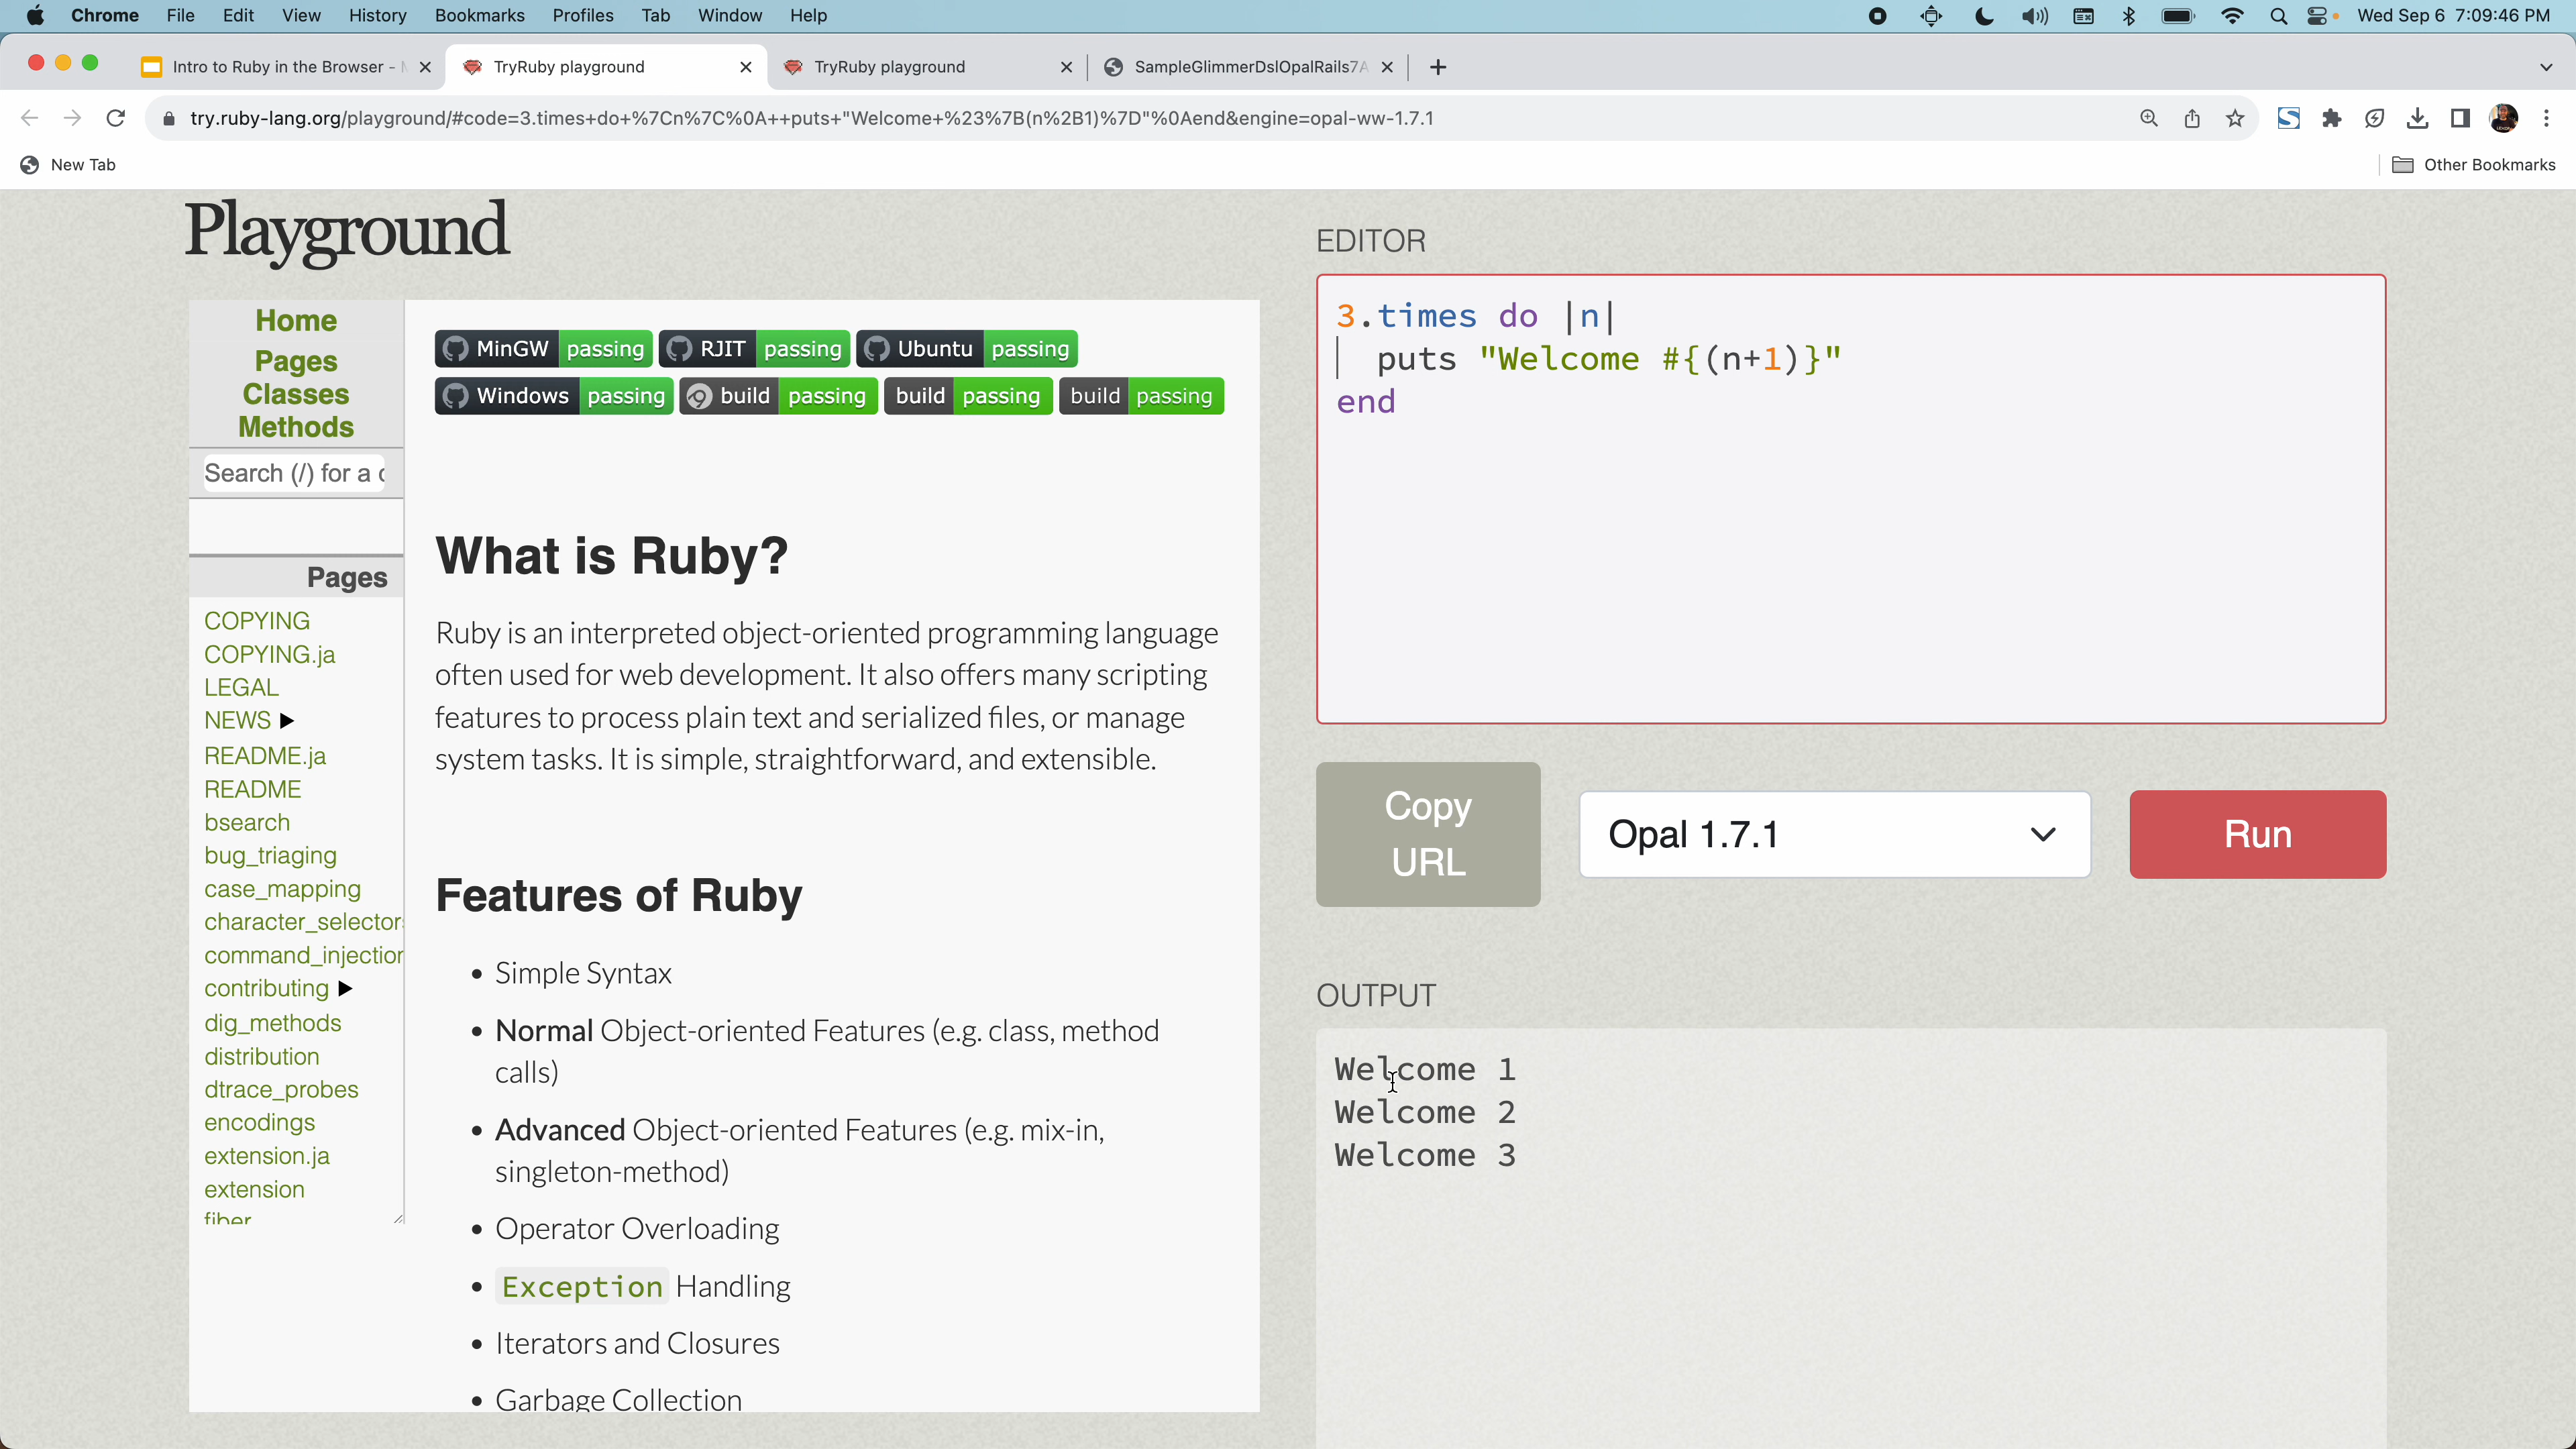 Chrome File Edit View History Bookmarks Profiles Tab Window Help Wed Sep 6 7:09:46 PM
Intro to Ruby in the Browser - TryRuby playground TryRuby playground SampleGlimmerDslOpalRails7A
try.ruby-lang.org/playground/#code=3.times+do+%7Cn%7C%0A++puts+"Welcome+%23%7B(n%2B1)%7D"%0Aend&engine=opal-ww-1.7.1
New Tab Other Bookmarks
Playground
Home
Pages
Classes
Methods
Search (/) for a c
Pages
COPYING
COPYING.ja
LEGAL
NEWS
README.ja
README
bsearch
bug_triaging
case_mapping
character_selectors
command_injection
contributing
dig_methods
distribution
dtrace_probes
encodings
extension.ja
extension
fiber
MinGW passing RJIT passing Ubuntu passing
Windows passing build passing build passing build passing
What is Ruby?
Ruby is an interpreted object-oriented programming language
often used for web development. It also offers many scripting
features to process plain text and serialized files, or manage
system tasks. It is simple, straightforward, and extensible.
Features of Ruby
• Simple Syntax
• Normal Object-oriented Features (e.g. class, method
calls)
• Advanced Object-oriented Features (e.g. mix-in,
singleton-method)
• Operator Overloading
• Exception Handling
• Iterators and Closures
• Garbage Collection
EDITOR
3.times do |n|
puts "Welcome #{(n+1)}"
end
Copy
URL
Opal 1.7.1
Run
OUTPUT
Welcome 1
Welcome 2
Welcome 3